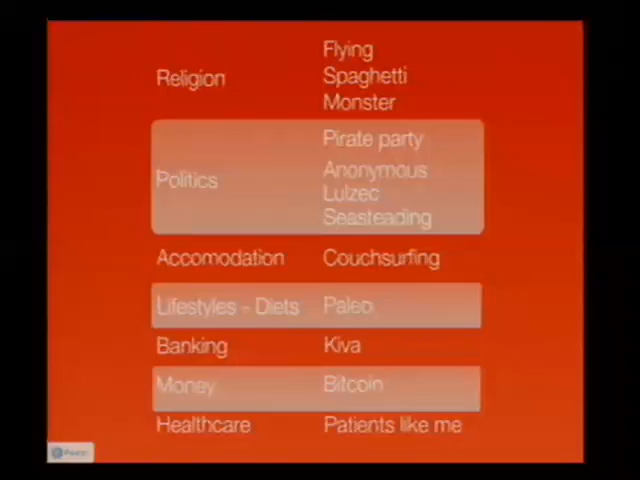 Flying
Religion Spaghetti
Monster
Pirate party
Anonymous
Politics
Lulzec
Seasteading
Accomodation Couchsurfing
Lifestyles - Diets Paleo
Banking Kiva
Money Bitcoin
Healthcare Patients like me